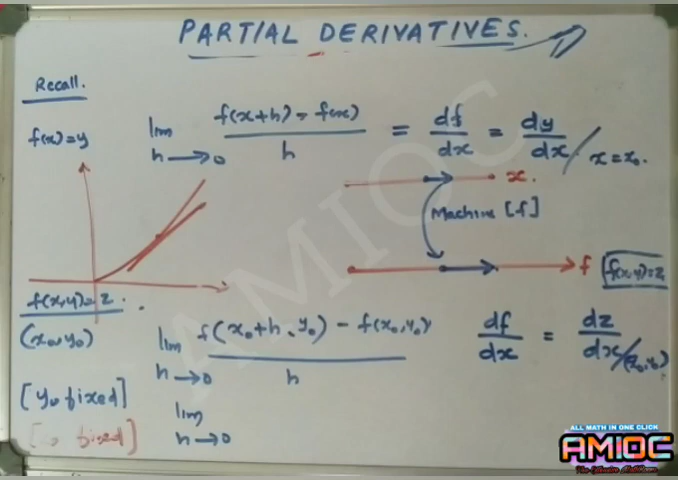 PARTIAL DERIVATIVES.
Recall.
f(x) = y
lim h→0 f(x+h) - f(x) / h = df/dx = dy/dx / x = x₀.
x.
Machine [f]
f
f(x,y) = z
f(x,y) = z.
(x₀, y₀)
lim h→0 f(x₀+h, y₀) - f(x₀, y₀) / h
df/dx = dz/dx / (x₀, y₀)
[y₀ fixed]
lim h→0
fixed]
AMIOC
ALL MATH IN ONE CLICK
AMIOC